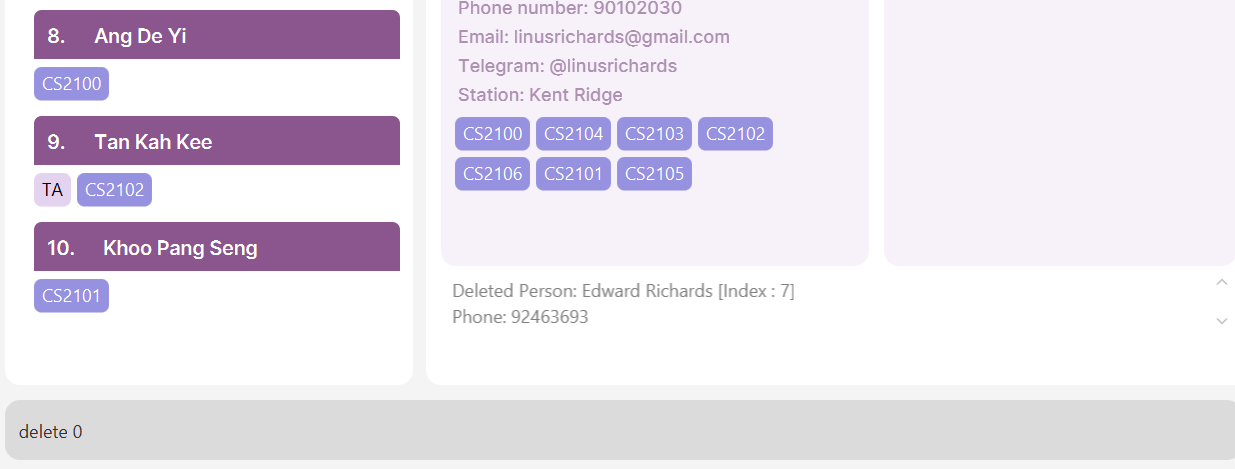 8. Ang De Yi
CS2100
9. Tan Kah Kee
TA CS2102
10. Khoo Pang Seng
CS2101
Phone number: 90102030
Email: linusrichards@gmail.com
Telegram: @linusrichards
Station: Kent Ridge
CS2100 CS2104 CS2103 CS2102
CS2106 CS2101 CS2105
Deleted Person: Edward Richards [Index : 7]
Phone: 92463693
delete 0